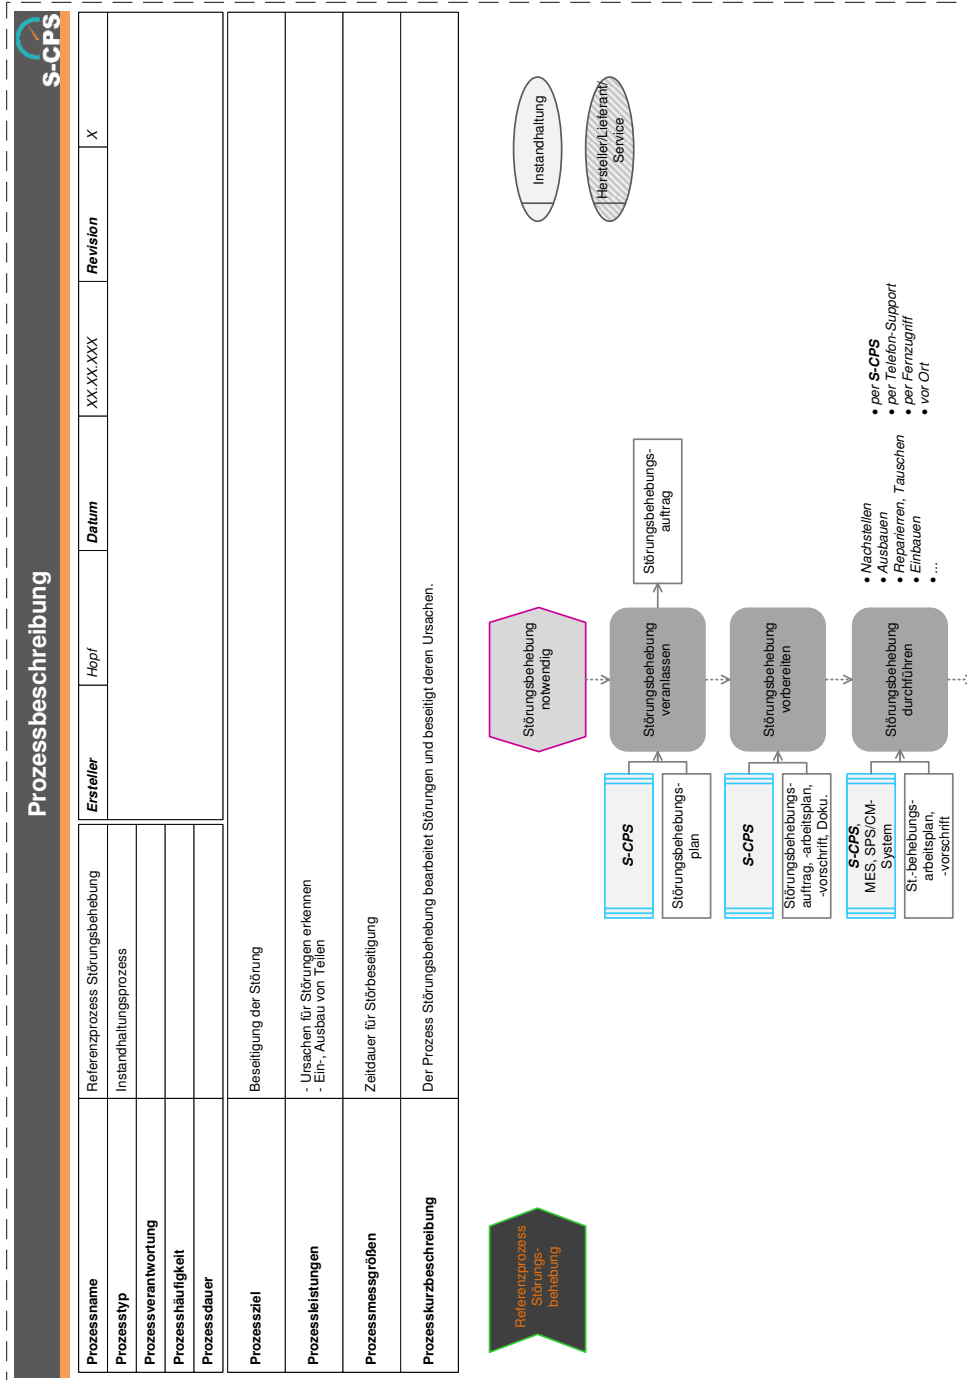 Prozessbeschreibung
S-CPS
Prozessname Referenzprozess Störungsbehebung Ersteller Hopf Datum XX.XX.XXX Revision X
Prozesstyp Instandhaltungsprozess
Prozessverantwortung
Prozesshäufigkeit
Prozessdauer
Prozessziel Beseitigung der Störung
Prozessleistungen
- Ursachen für Störungen erkennen
- Ein-, Ausbau von Teilen
Prozessmessgrößen Zeitdauer für Störbeseitigung
Prozesskurzbeschreibung Der Prozess Störungsbehebung bearbeitet Störungen und beseitigt deren Ursachen.
Referenzprozess
Störungs-
behebung
Störungsbehebung
notwendig
Instandhaltung
Hersteller/Lieferant/
Service
S-CPS
Störungsbehebungs-
plan
Störungsbehebung
veranlassen
Störungsbehebungs-
auftrag
S-CPS
Störungsbehebungs-
auftrag, -arbeitsplan,
-vorschrift, Doku.
Störungsbehebung
vorbereiten
S-CPS,
MES, SPS/CM-
System
St.-behebungs-
arbeitsplan,
-vorschrift
Störungsbehebung
durchführen
• Nachstellen
• Ausbauen
• Reparierren, Tauschen
• Einbauen
• ...
• per S-CPS
• per Telefon-Support
• per Fernzugriff
• vor Ort